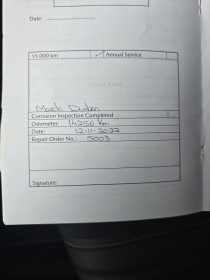 Date:
15 000 km ✓ Annual Service
Corrosion Inspection Completed
Odometer: 14256 Km
Date: 12-11-2022
Repair Order No.: 5003
Signature: